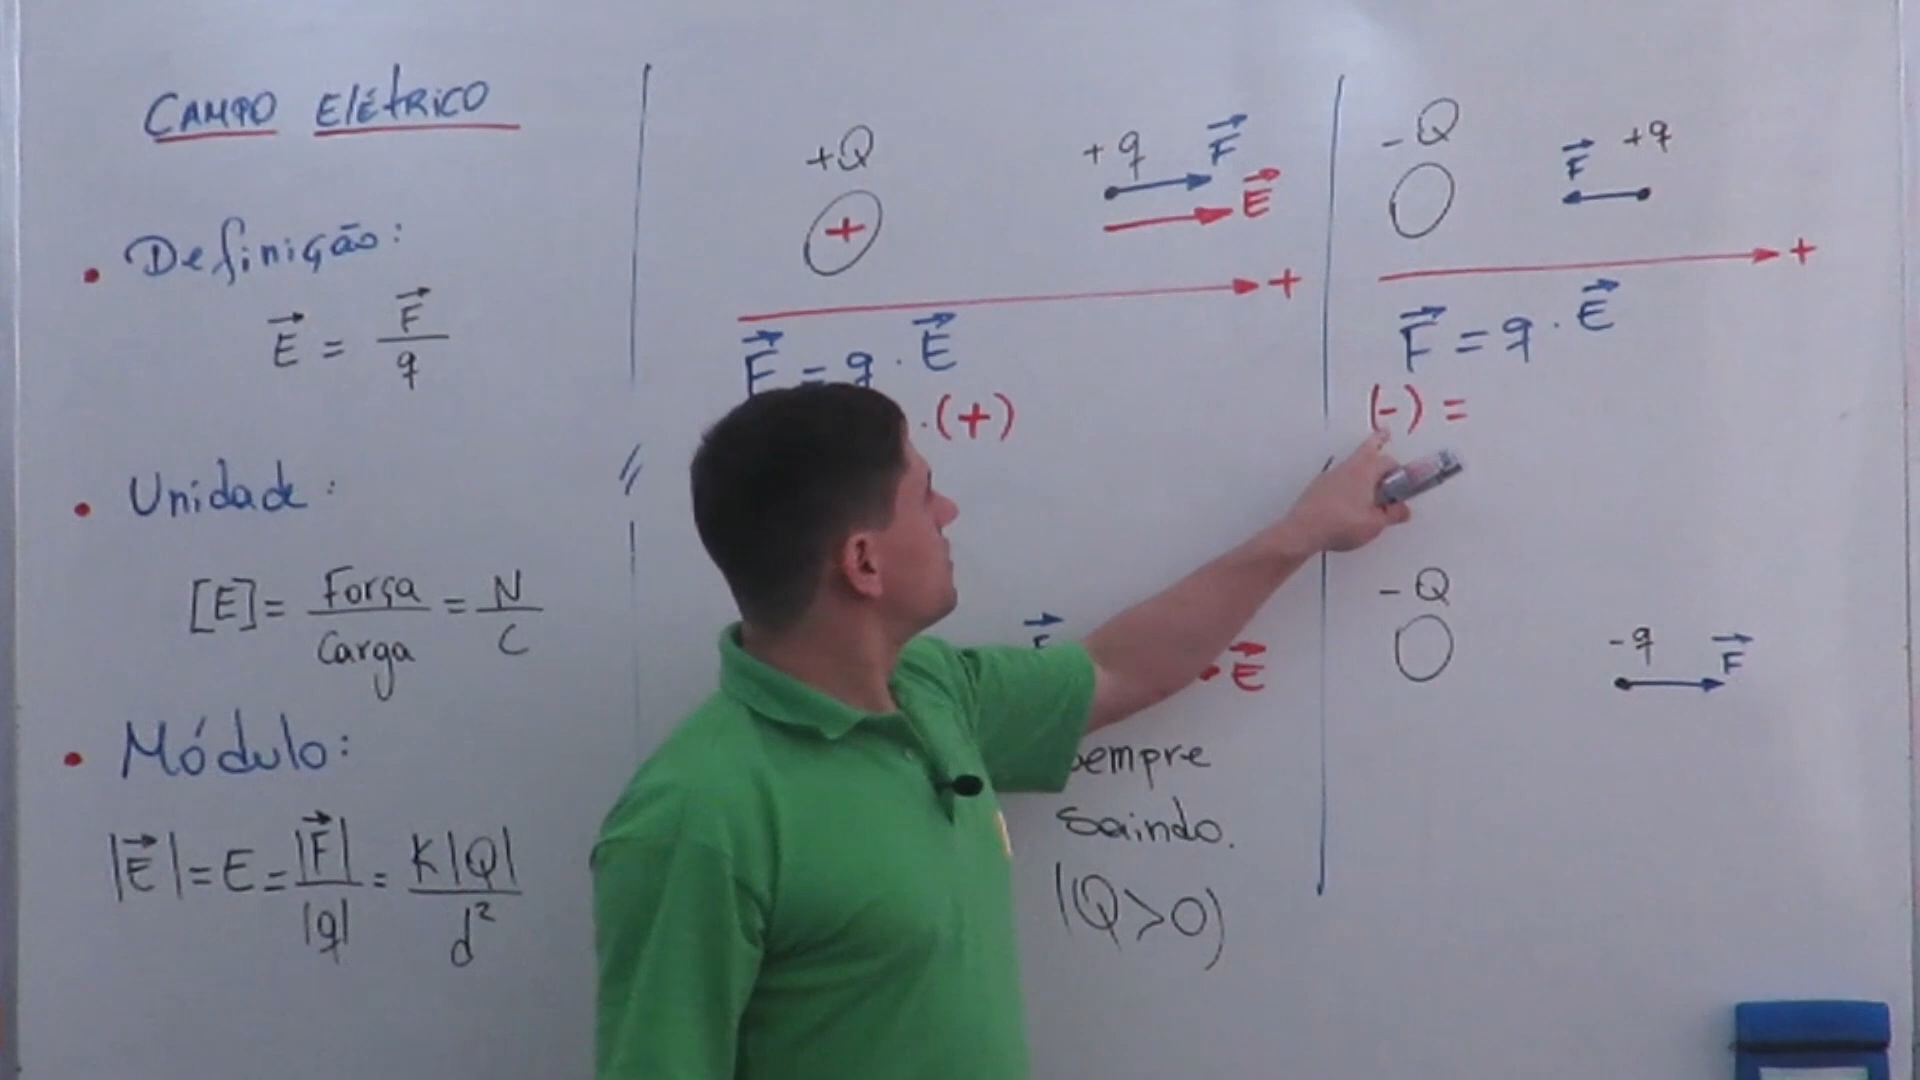 CAMPO ELÉTRICO
• Definição:
E = F
q
• Unidade:
[E] = Força = N
Carga C
• Módulo:
|E| = E = |F| = K|Q|
|q| d²
+Q
+
+q F
E
+
F = q . E
.(+)
E
sempre
saindo.
(Q>0)
-Q
F +q
+
F = q . E
(-) =
-Q
-q F